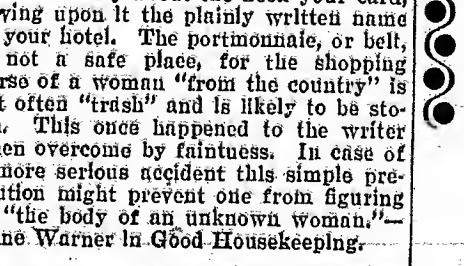 ving upon it the plainly written name
your hotel. The portmonnaie, or belt,
not a safe place, for the shopping
rse of a woman "from the country" is
t often "trash" and is likely to be sto-
. This once happened to the writer
en overcome by faintness. In case of
more serious accident this simple pre-
ution might prevent one from figuring
"the body of an unknown woman."—
ne Warner in Good Housekeeping.